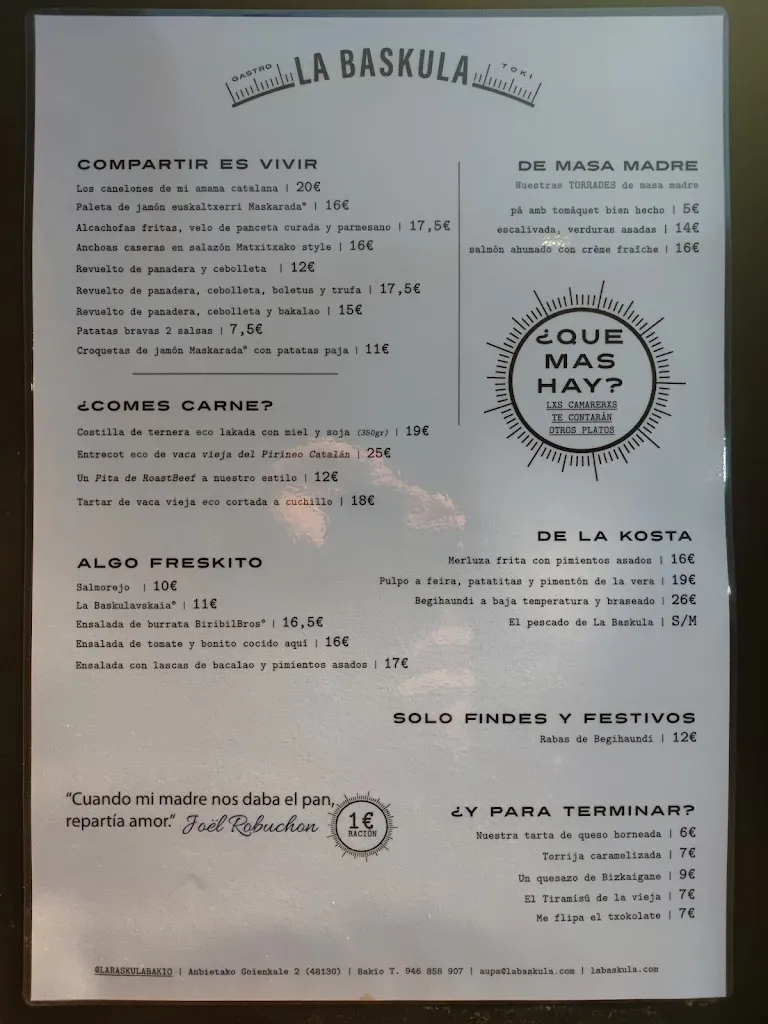 GASTRO LA BASKULA TOKI
COMPARTIR ES VIVIR
Los canelones de mi amama catalana | 20€
Paleta de jamón euskaltxerri Maskarada® | 16€
Alcachofas fritas, velo de panceta curada y parmesano | 17,5€
Anchoas caseras en salazón Matxitxako style | 16€
Revuelto de panadera y cebolleta | 12€
Revuelto de panadera, cebolleta, boletus y trufa | 17,5€
Revuelto de panadera, cebolleta y bakalao | 15€
Patatas bravas 2 salsas | 7,5€
Croquetas de jamón Maskarada® con patatas paja | 11€
DE MASA MADRE
Nuestras TORRADES de masa madre
pà amb tomáquet bien hecho | 5€
escalivada, verduras asadas | 14€
salmón ahumado con crème fraîche | 16€
¿QUE
MAS
HAY?
LXS CAMARERXS
TE CONTARÁN
OTROS PLATOS
¿COMES CARNE?
Costilla de ternera eco lakada con miel y soja (350gr) | 19€
Entrecot eco de vaca vieja del Pirineo Catalán | 25€
Un Pita de RoastBeef a nuestro estilo | 12€
Tartar de vaca vieja eco cortada a cuchillo | 18€
ALGO FRESKITO
Salmorejo | 10€
La Baskulavskaia® | 11€
Ensalada de burrata BiribilBros® | 16,5€
Ensalada de tomate y bonito cocido aquí | 16€
Ensalada con lascas de bacalao y pimientos asados | 17€
DE LA KOSTA
Merluza frita con pimientos asados | 16€
Pulpo a feira, patatitas y pimentón de la vera | 19€
Begihaundi a baja temperatura y braseado | 26€
El pescado de La Baskula | S/M
SOLO FINDES Y FESTIVOS
Rabas de Begihaundi | 12€
"Cuando mi madre nos daba el pan,
repartía amor." Joël Robuchon
1€
RACIÓN
¿Y PARA TERMINAR?
Nuestra tarta de queso horneada | 6€
Torrija caramelizada | 7€
Un quesazo de Bizkaigane | 9€
El Tiramisú de la vieja | 7€
Me flipa el txokolate | 7€
@LABASKULABAKIO | Anbietako Goienkale 2 (48130) | Bakio T. 946 858 907 | aupa@labaskula.com | labaskula.com